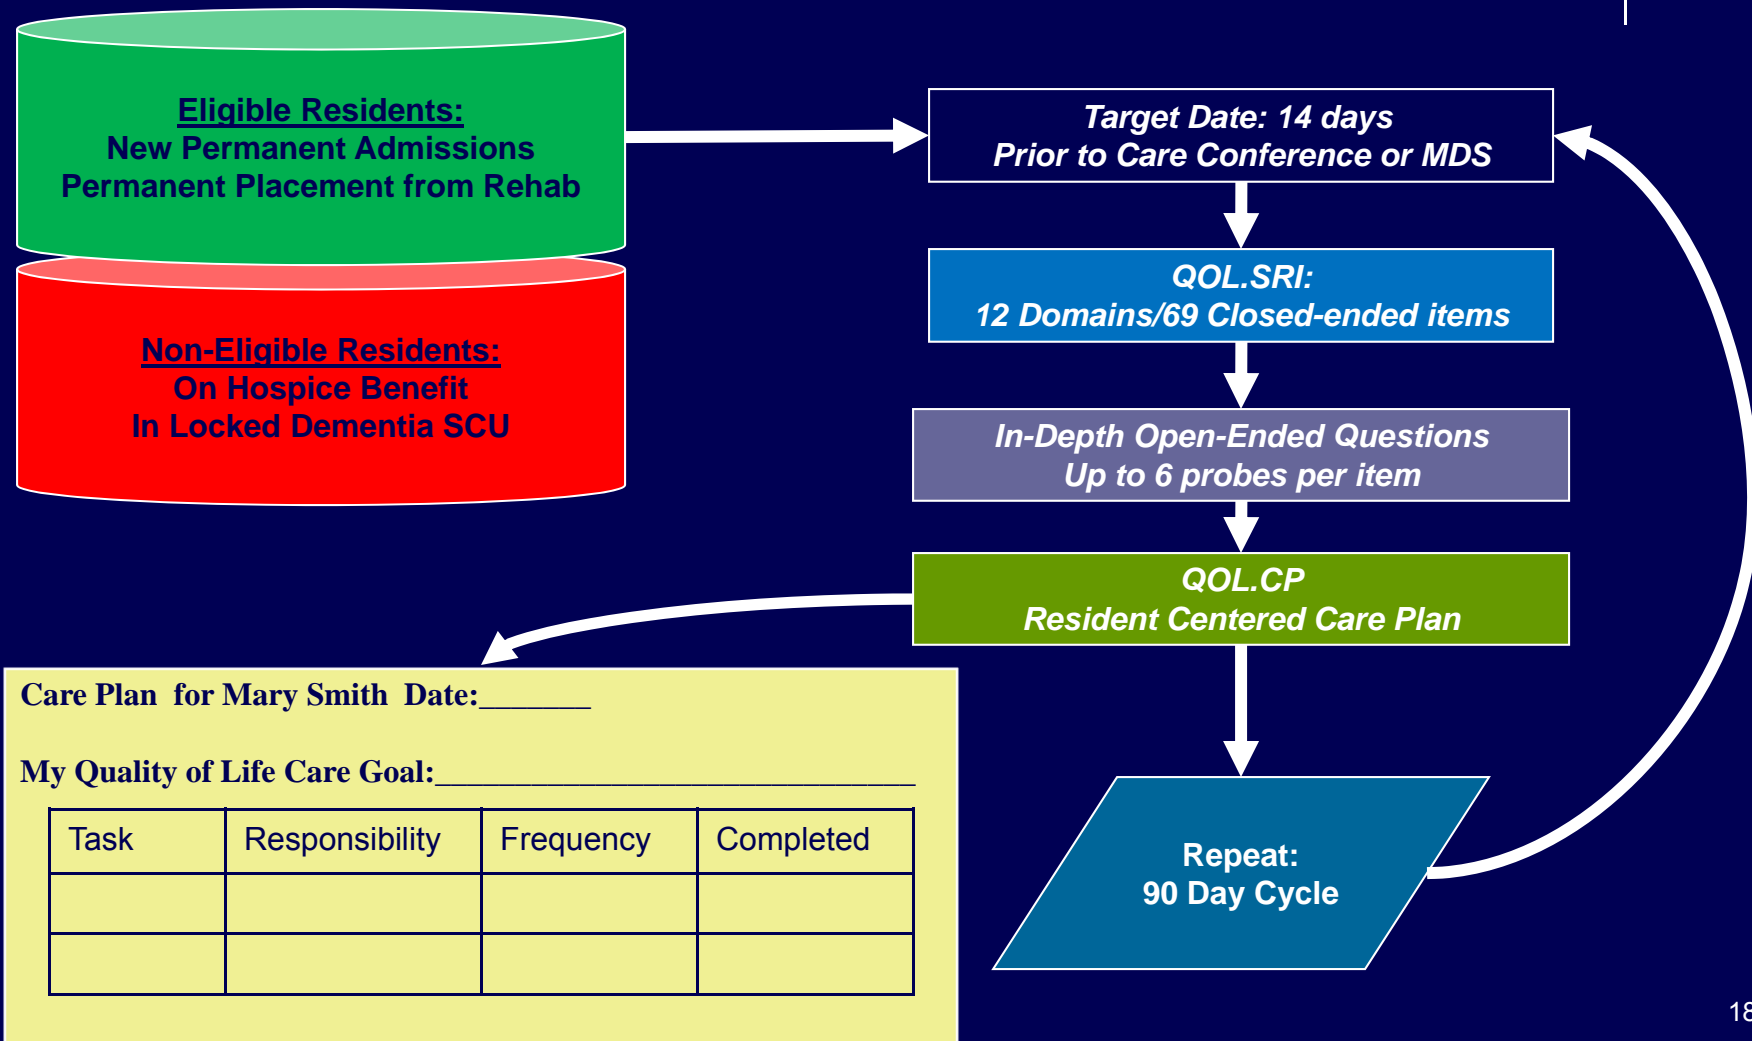 Eligible Residents:
New Permanent Admissions
Permanent Placement from Rehab
Non-Eligible Residents:
On Hospice Benefit
In Locked Dementia SCU
Target Date: 14 days
Prior to Care Conference or MDS
QOL.SRI:
12 Domains/69 Closed-ended items
In-Depth Open-Ended Questions
Up to 6 probes per item
QOL.CP
Resident Centered Care Plan
Repeat:
90 Day Cycle
Care Plan for Mary Smith Date:_______
My Quality of Life Care Goal:______________________________
Task Responsibility Frequency Completed
18